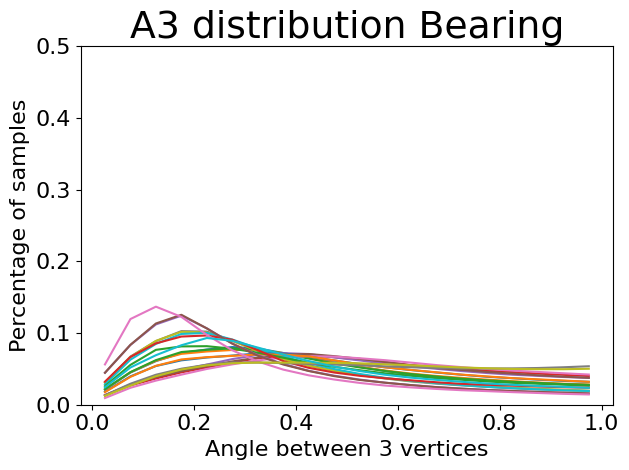 A3 distribution Bearing
0.5
0.4
0.3
0.2
0.1
0.0
Percentage of samples
0.0 0.2 0.4 0.6 0.8 1.0
Angle between 3 vertices